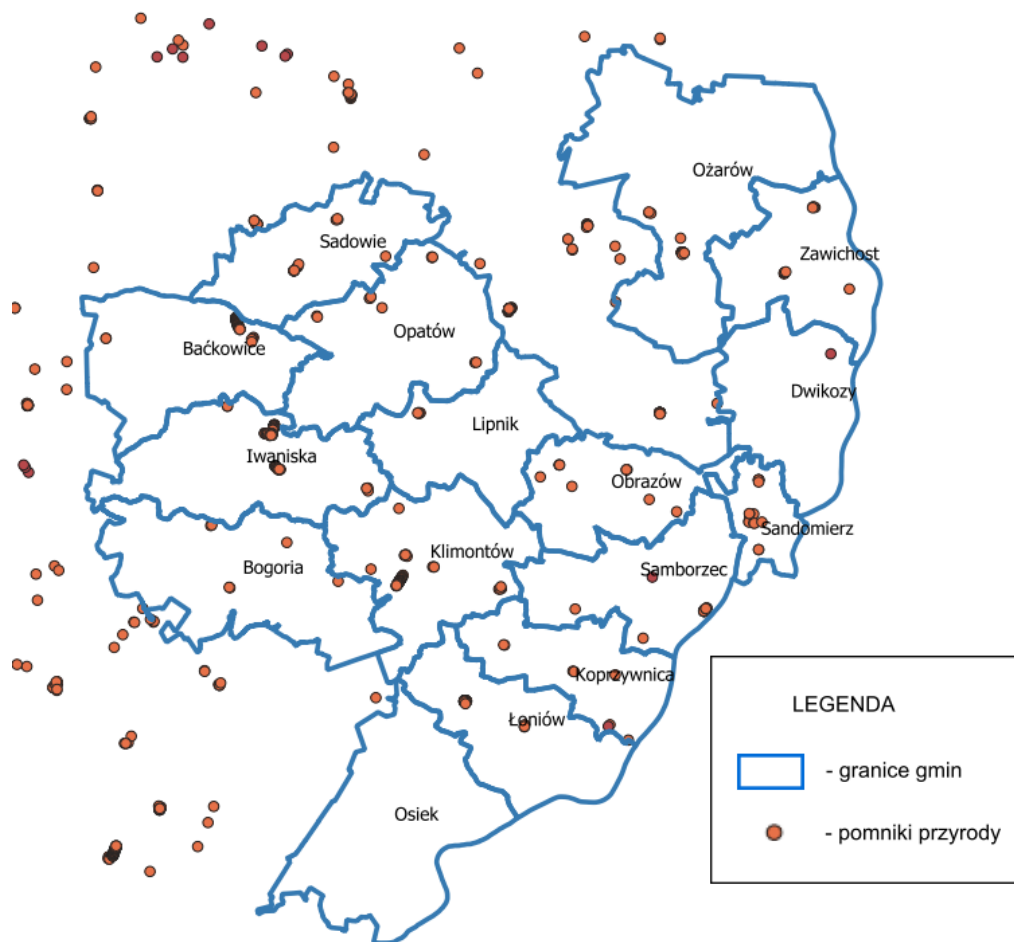 Ożarów
Sadowie
Zawichost
Opatów
Baćkowice
Dwikozy
Lipnik
Iwaniska
Obrazów
Sandomierz
Klimontów
Bogoria
Samborzec
Koprzywnica
Łoniów
Osiek
LEGENDA
- granice gmin
- pomniki przyrody